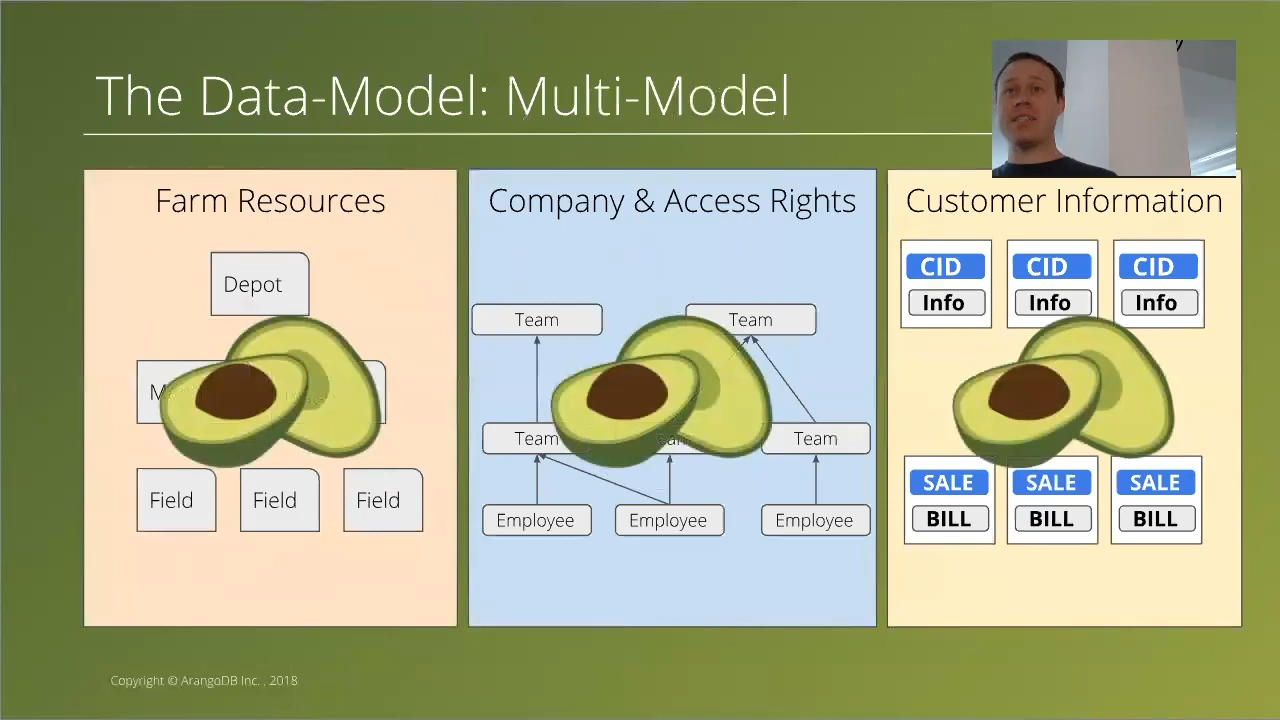 The Data-Model: Multi-Model
Farm Resources
Depot
Field
Field
Field
Company & Access Rights
Team
Team
Team
Team
Employee
Employee
Employee
Customer Information
CID
CID
CID
Info
Info
Info
SALE
SALE
SALE
BILL
BILL
BILL
Copyright © ArangoDB Inc. , 2018